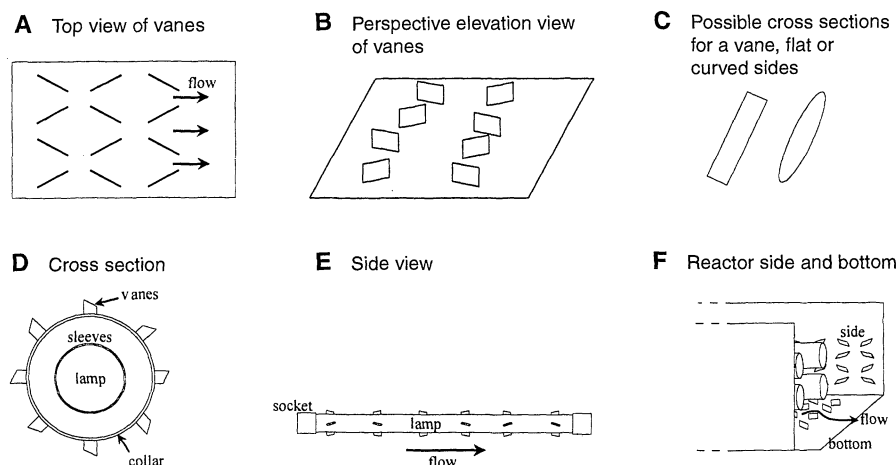 A Top view of vanes
flow
B Perspective elevation view
of vanes
C Possible cross sections
for a vane, flat or
curved sides
D Cross section
vanes
sleeves
lamp
collar
E Side view
socket
lamp
flow
F Reactor side and bottom
side
flow
bottom